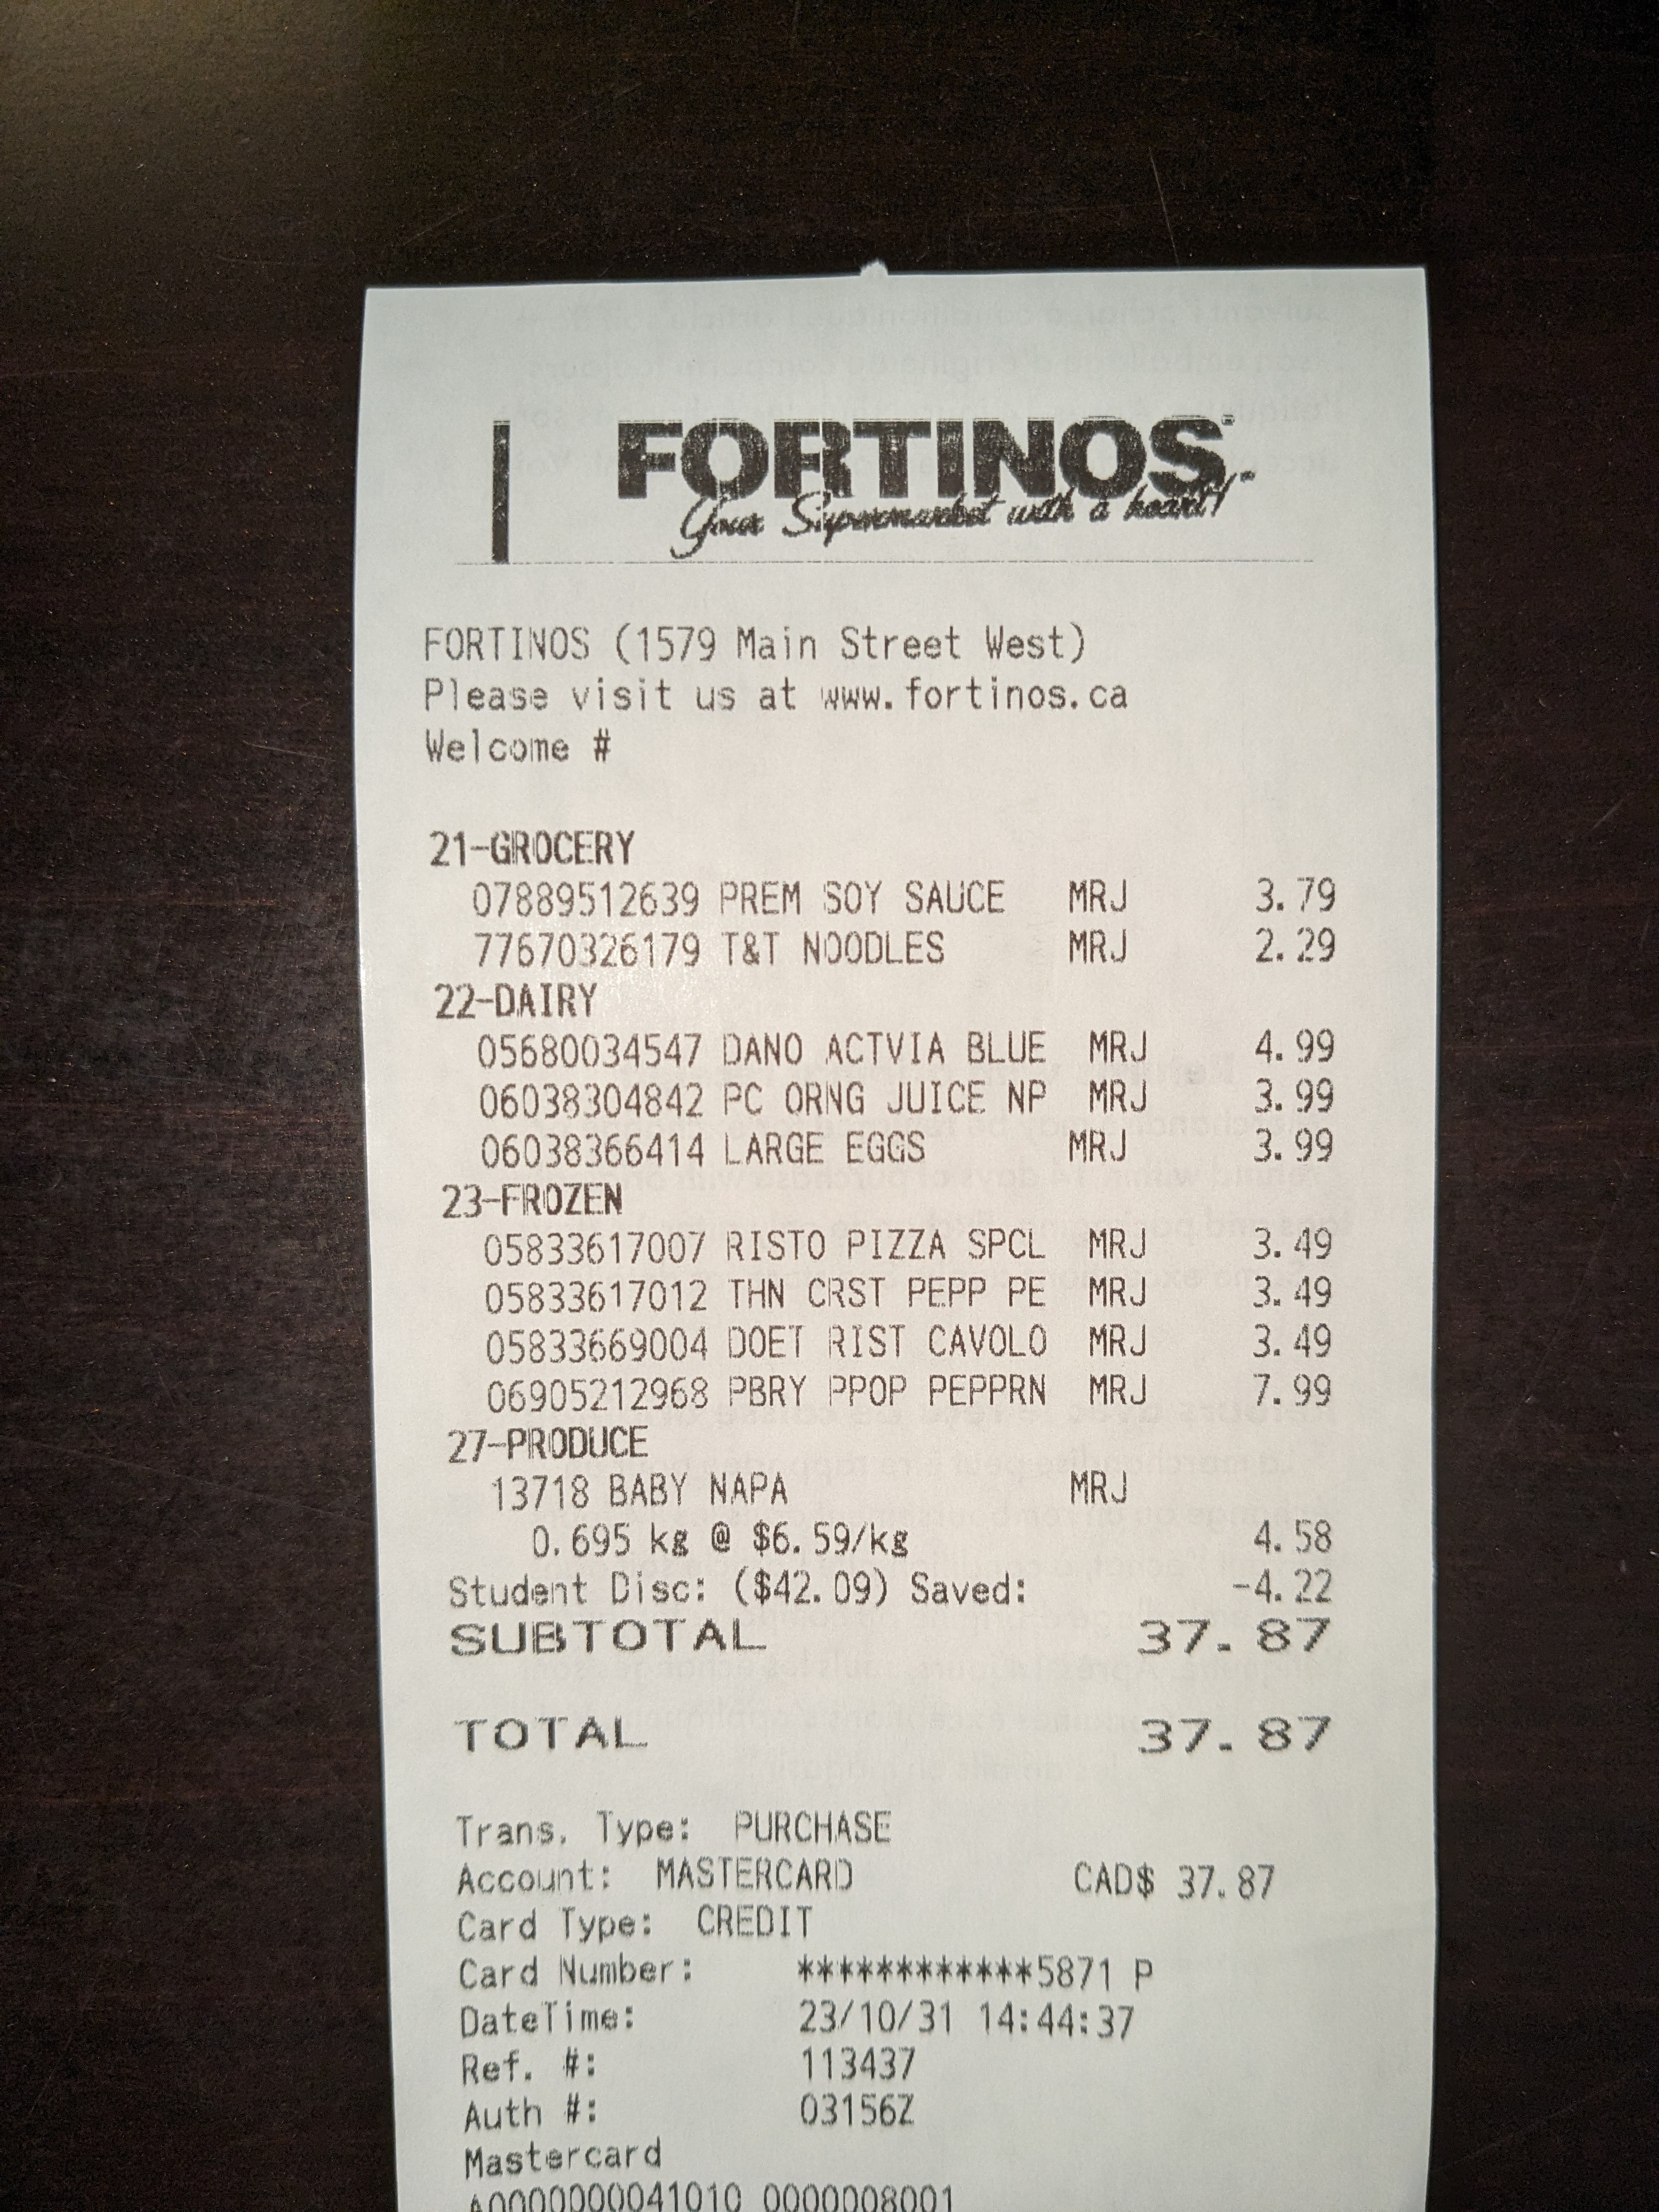 FORTINOS
Your Supermarket with a heart!
FORTINOS (1579 Main Street West)
Please visit us at www.fortinos.ca
Welcome #
21-GROCERY
07889512639 PREM SOY SAUCE MRJ 3.79
77670326179 T&T NOODLES MRJ 2.29
22-DAIRY
05680034547 DANO ACTVIA BLUE MRJ 4.99
06038304842 PC ORNG JUICE NP MRJ 3.99
06038366414 LARGE EGGS MRJ 3.99
23-FROZEN
05833617007 RISTO PIZZA SPCL MRJ 3.49
05833617012 THN CRST PEPP PE MRJ 3.49
05833669004 DOET RIST CAVOLO MRJ 3.49
06905212968 PBRY PPOP PEPPRN MRJ 7.99
27-PRODUCE
13718 BABY NAPA MRJ
0.695 kg @ $6.59/kg 4.58
Student Disc: ($42.09) Saved: -4.22
SUBTOTAL 37.87
TOTAL 37.87
Trans. Type: PURCHASE
Account: MASTERCARD CAD$ 37.87
Card Type: CREDIT
Card Number: ************5871 P
DateTime: 23/10/31 14:44:37
Ref. #: 113437
Auth #: 03156Z
Mastercard
A0000000041010 0000008001